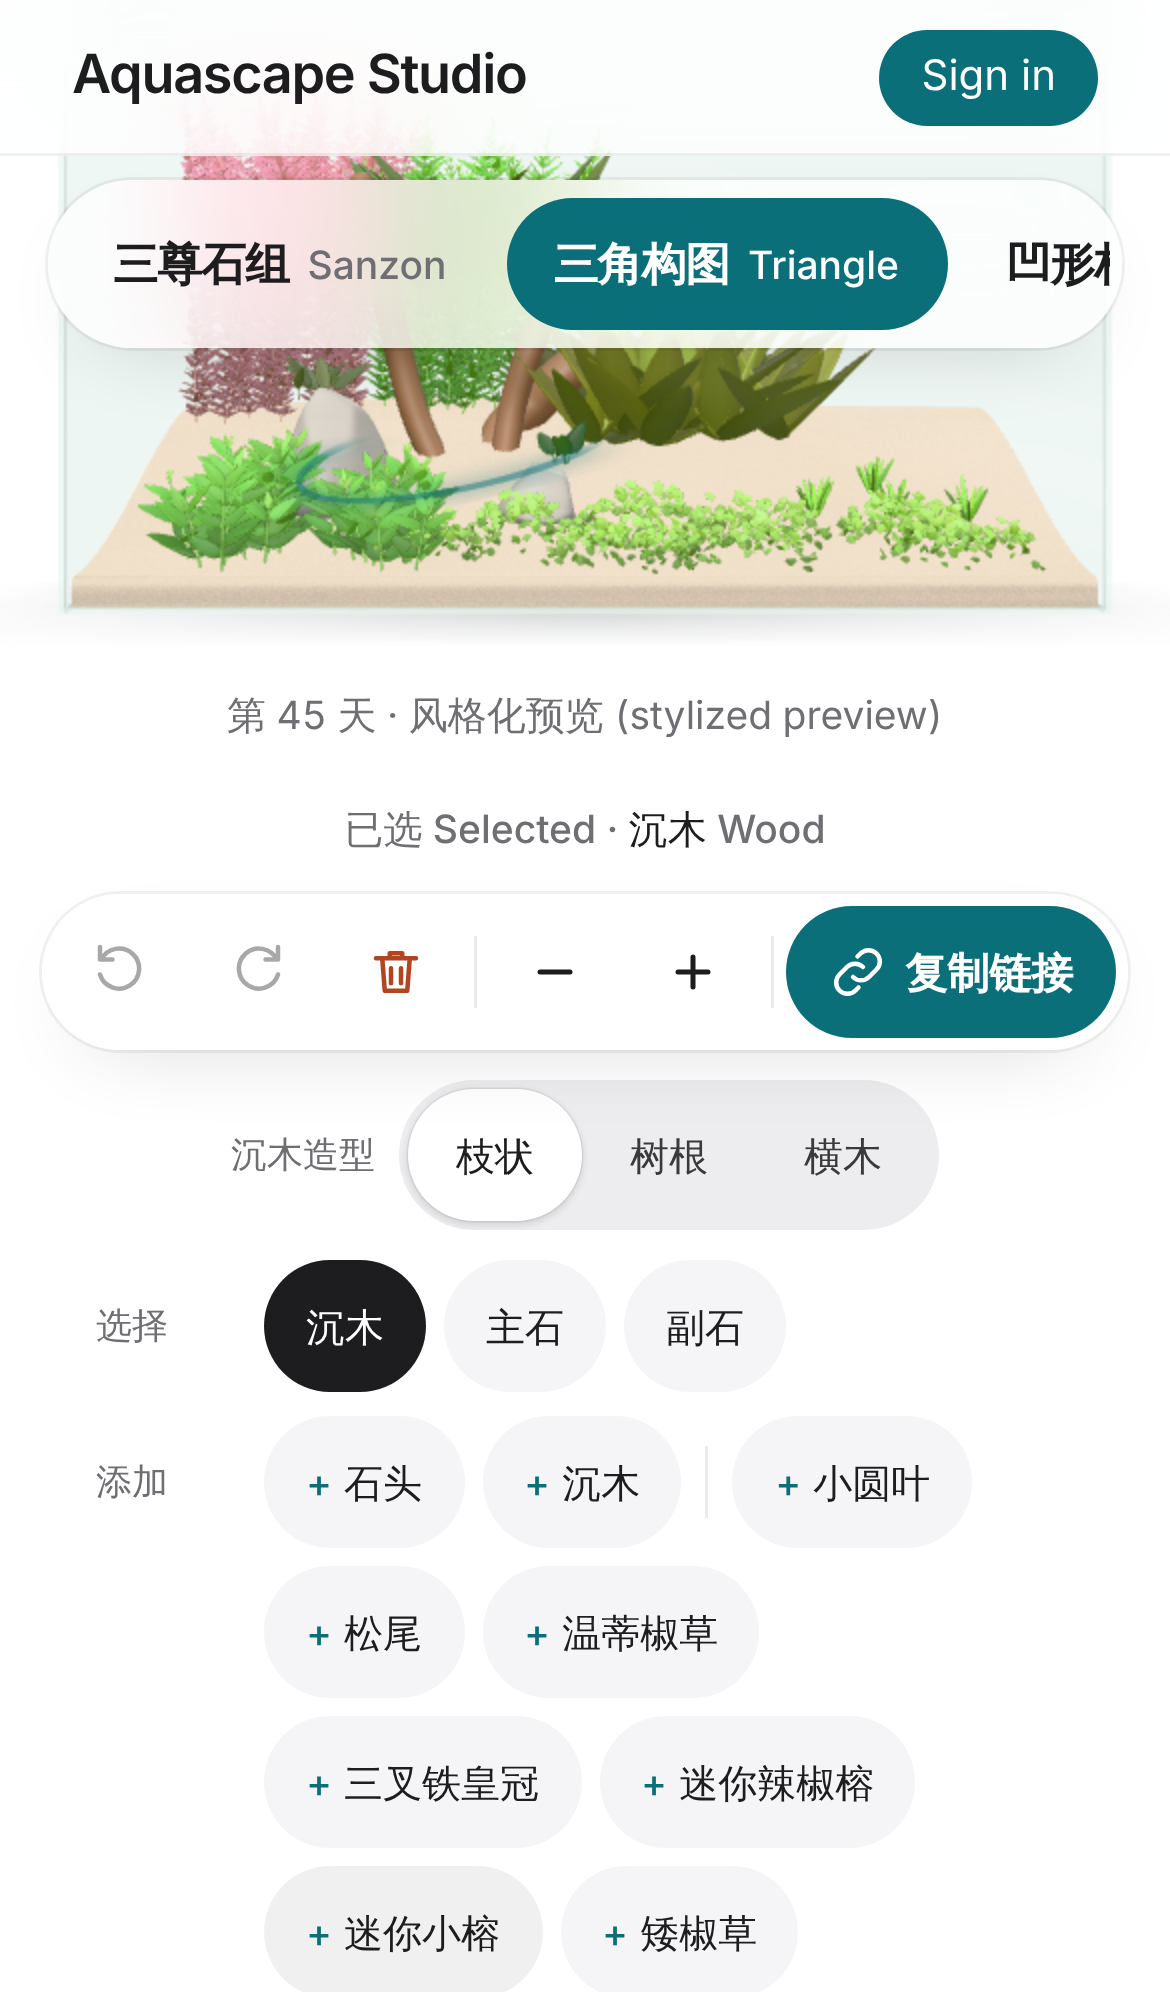 Aquascape Studio
Sign in
三尊石组 Sanzon
三角构图 Triangle
凹形
第 45 天 · 风格化预览 (stylized preview)
已选 Selected · 沉木 Wood
复制链接
沉木造型
枝状
树根
横木
选择
沉木
主石
副石
添加
+ 石头
+ 沉木
+ 小圆叶
+ 松尾
+ 温蒂椒草
+ 三叉铁皇冠
+ 迷你辣椒榕
+ 迷你小榕
+ 矮椒草